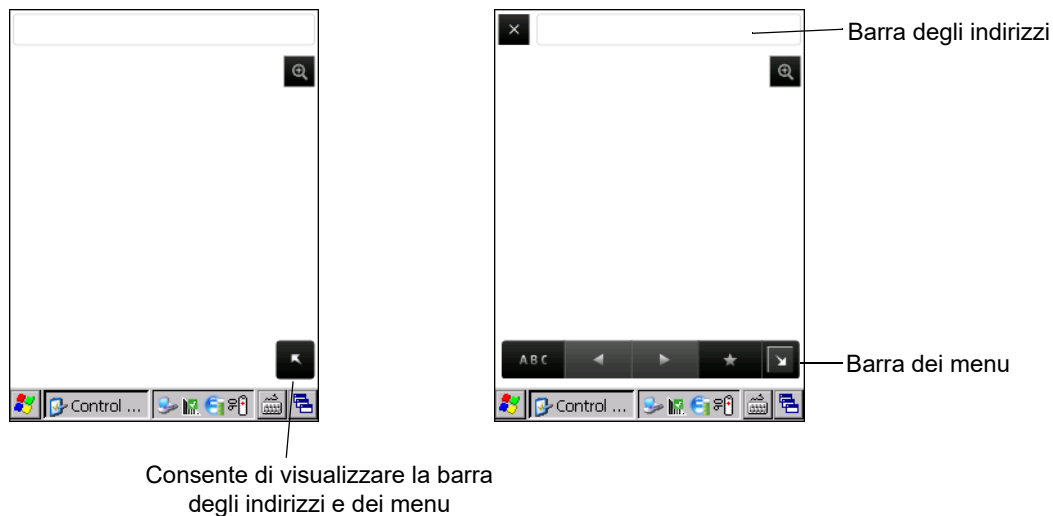 Barra degli indirizzi
ABC
Barra dei menu
Control ...
Control ...
Consente di visualizzare la barra
degli indirizzi e dei menu